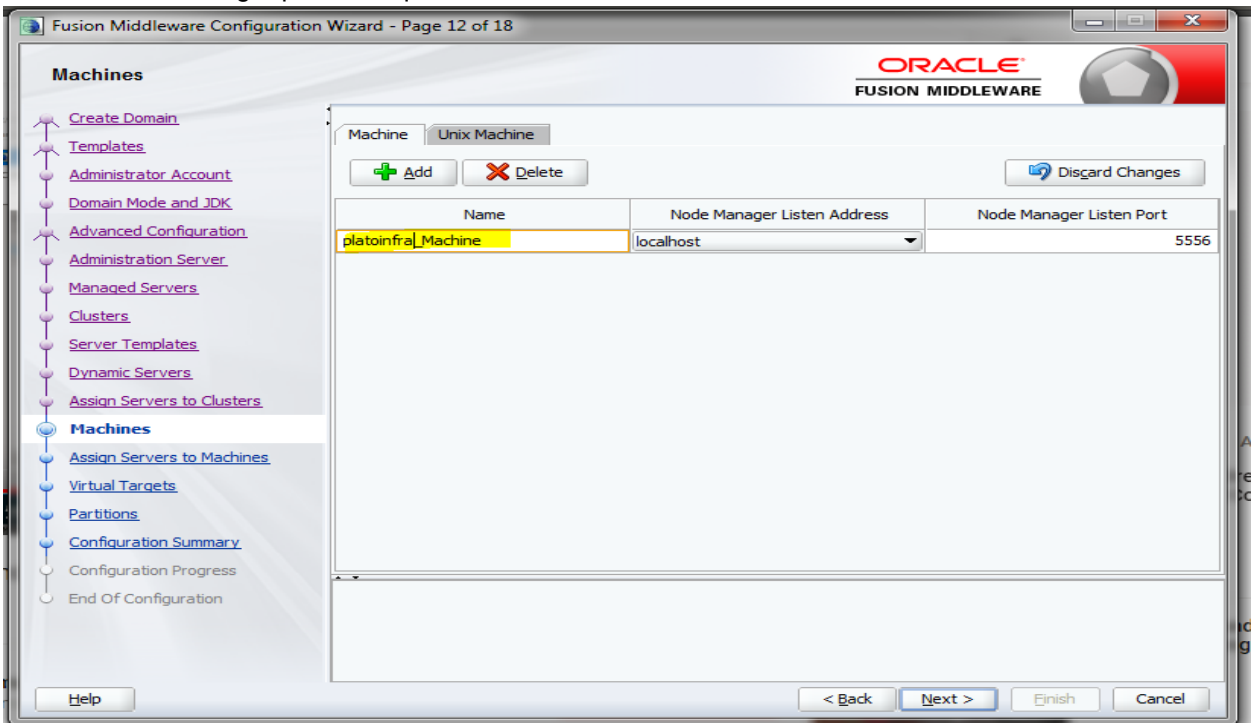 Fusion Middleware Configuration Wizard - Page 12 of 18
Machines
ORACLE
FUSION MIDDLEWARE
Create Domain
Templates
Administrator Account
Domain Mode and JDK
Advanced Configuration
Administration Server
Managed Servers
Clusters
Server Templates
Dynamic Servers
Assign Servers to Clusters
Machines
Assign Servers to Machines
Virtual Targets
Partitions
Configuration Summary
Configuration Progress
End Of Configuration
Machine Unix Machine
Add Delete Discard Changes
Name Node Manager Listen Address Node Manager Listen Port
platoinfra_Machine localhost 5556
Help < Back Next > Finish Cancel